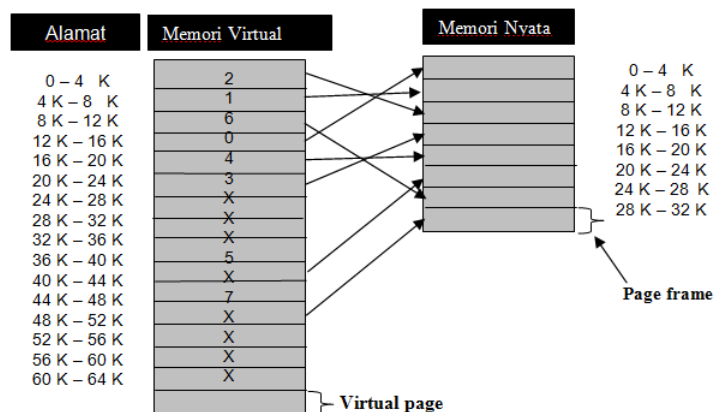 Alamat
Memori Virtual
Memori Nyata
0 – 4 K
4 K – 8 K
8 K – 12 K
12 K – 16 K
16 K – 20 K
20 K – 24 K
24 K – 28 K
28 K – 32 K
32 K – 36 K
36 K – 40 K
40 K – 44 K
44 K – 48 K
48 K – 52 K
52 K – 56 K
56 K – 60 K
60 K – 64 K
2
1
6
0
4
3
X
X
X
5
X
7
X
X
X
X
0 – 4 K
4 K – 8 K
8 K – 12 K
12 K – 16 K
16 K – 20 K
20 K – 24 K
24 K – 28 K
28 K – 32 K
Page frame
Virtual page